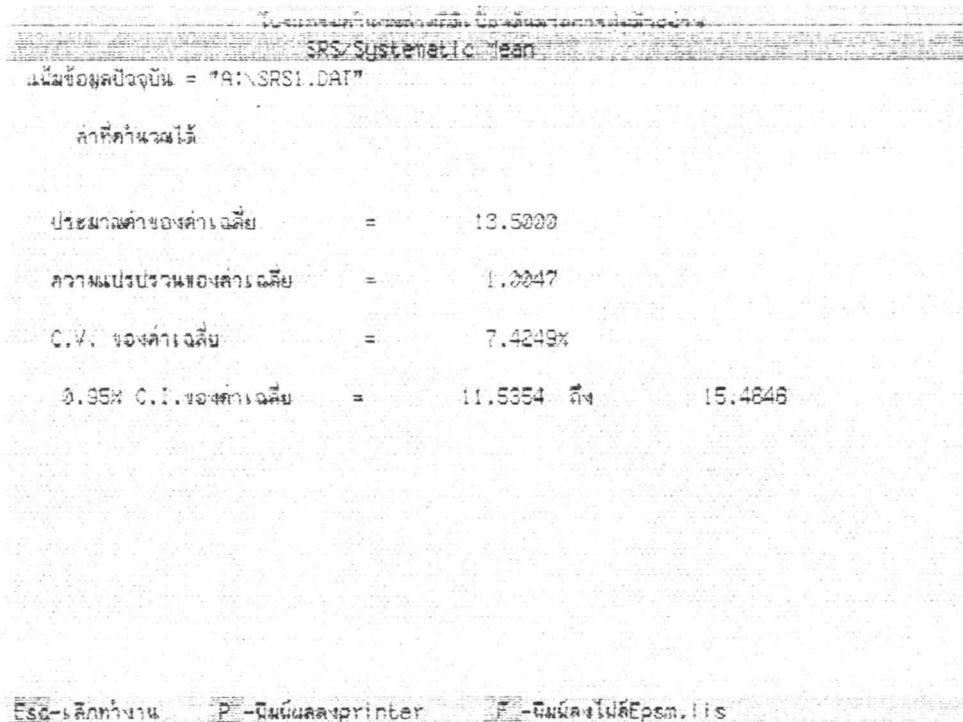 SRS/Systematic Mean
แฟ้มข้อมูลปัจจุบัน = "A:\SRS1.DAT"
ค่าที่คำนวณได้
ประมาณค่าของค่าเฉลี่ย = 13.5000
ความแปรปรวนของค่าเฉลี่ย = 1.0047
C.V. ของค่าเฉลี่ย = 7.4249%
0.95% C.I.ของค่าเฉลี่ย = 11.5354 ถึง 15.4646
Esc-เลิกทำงาน P -พิมพ์ผลลงprinter F -พิมพ์ลงไฟล์Epsm.lis